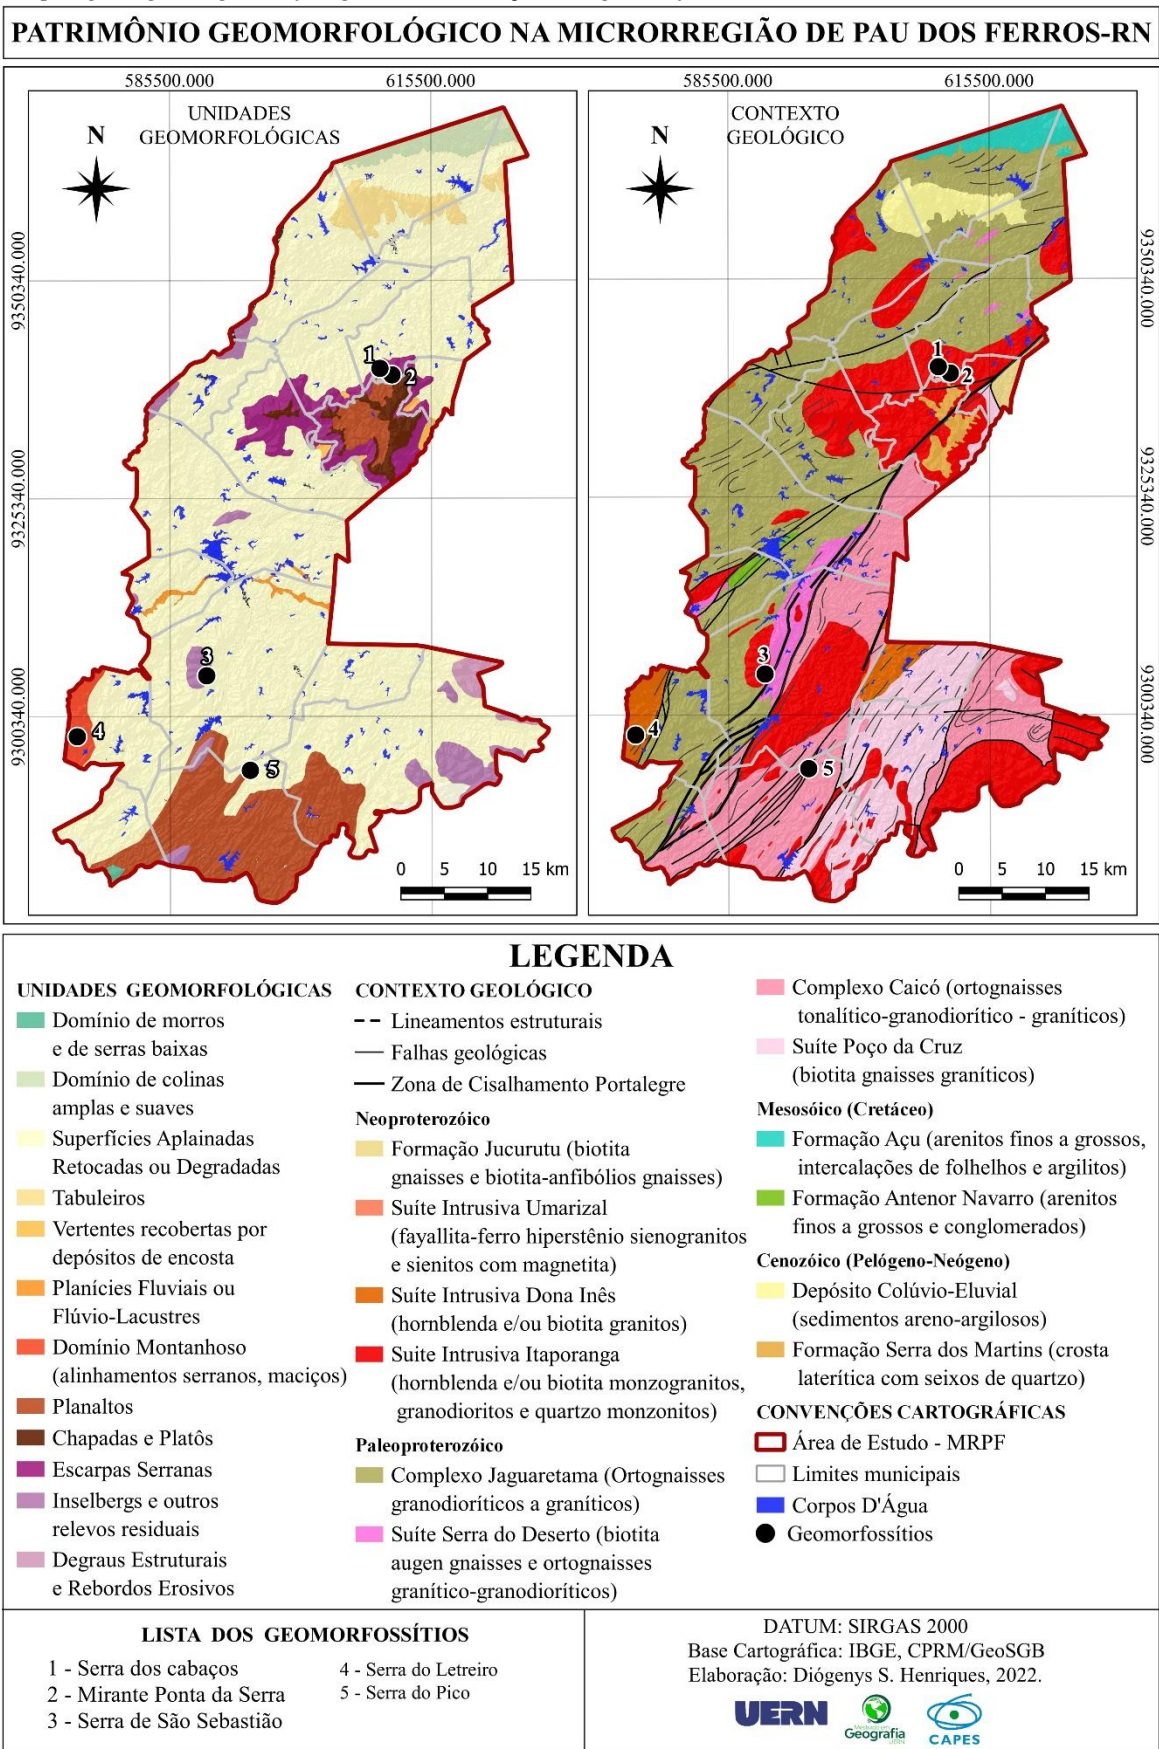 PATRIMÔNIO GEOMORFOLÓGICO NA MICRORREGIÃO DE PAU DOS FERROS-RN
585500.000
615500.000
585500.000
615500.000
UNIDADES
GEOMORFOLÓGICAS
N
CONTEXTO
GEOLÓGICO
N
9350340.000
9325340.000
9300340.000
9350340.000
9325340.000
9300340.000
1
2
3
4
5
1
2
3
4
5
0 5 10 15 km
0 5 10 15 km
LEGENDA
UNIDADES GEOMORFOLÓGICAS
Domínio de morros
e de serras baixas
Domínio de colinas
amplas e suaves
Superfícies Aplainadas
Retocadas ou Degradadas
Tabuleiros
Vertentes recobertas por
depósitos de encosta
Planícies Fluviais ou
Flúvio-Lacustres
Domínio Montanhoso
(alinhamentos serranos, maciços)
Planaltos
Chapadas e Platôs
Escarpas Serranas
Inselbergs e outros
relevos residuais
Degraus Estruturais
e Rebordos Erosivos
CONTEXTO GEOLÓGICO
Lineamentos estruturais
Falhas geológicas
Zona de Cisalhamento Portalegre
Neoproterozóico
Formação Jucurutu (biotita
gnaisses e biotita-anfibólios gnaisses)
Suíte Intrusiva Umarizal
(fayallita-ferro hiperstênio sienogranitos
e sienitos com magnetita)
Suíte Intrusiva Dona Inês
(hornblenda e/ou biotita granitos)
Suite Intrusiva Itaporanga
(hornblenda e/ou biotita monzogranitos,
granodioritos e quartzo monzonitos)
Paleoproterozóico
Complexo Jaguaretama (Ortognaisses
granodioríticos a graníticos)
Suíte Serra do Deserto (biotita
augen gnaisses e ortognaisses
granítico-granodioríticos)
Complexo Caicó (ortognaisses
tonalítico-granodiorítico - graníticos)
Suíte Poço da Cruz
(biotita gnaisses graníticos)
Mesosóico (Cretáceo)
Formação Açu (arenitos finos a grossos,
intercalações de folhelhos e argilitos)
Formação Antenor Navarro (arenitos
finos a grossos e conglomerados)
Cenozóico (Pelógeno-Neógeno)
Depósito Colúvio-Eluvial
(sedimentos areno-argilosos)
Formação Serra dos Martins (crosta
laterítica com seixos de quartzo)
CONVENÇÕES CARTOGRÁFICAS
Área de Estudo - MRPF
Limites municipais
Corpos D'Água
Geomorfossítios
LISTA DOS GEOMORFOSSÍTIOS
1 - Serra dos cabaços
2 - Mirante Ponta da Serra
3 - Serra de São Sebastião
4 - Serra do Letreiro
5 - Serra do Pico
DATUM: SIRGAS 2000
Base Cartográfica: IBGE, CPRM/GeoSGB
Elaboração: Diógenys S. Henriques, 2022.
UERN
Geografia
CAPES